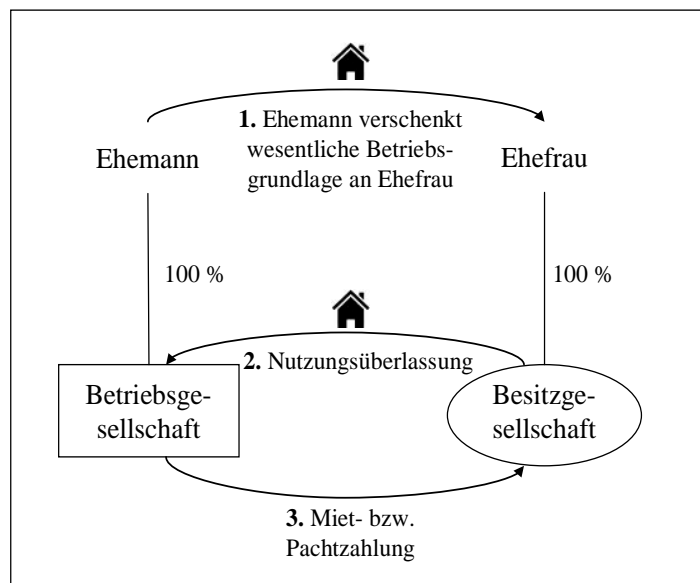 1. Ehemann verschenkt
wesentliche Betriebs-
grundlage an Ehefrau
Ehemann
Ehefrau
100 %
100 %
2. Nutzungsüberlassung
Betriebsge-
sellschaft
Besitzge-
sellschaft
3. Miet- bzw.
Pachtzahlung